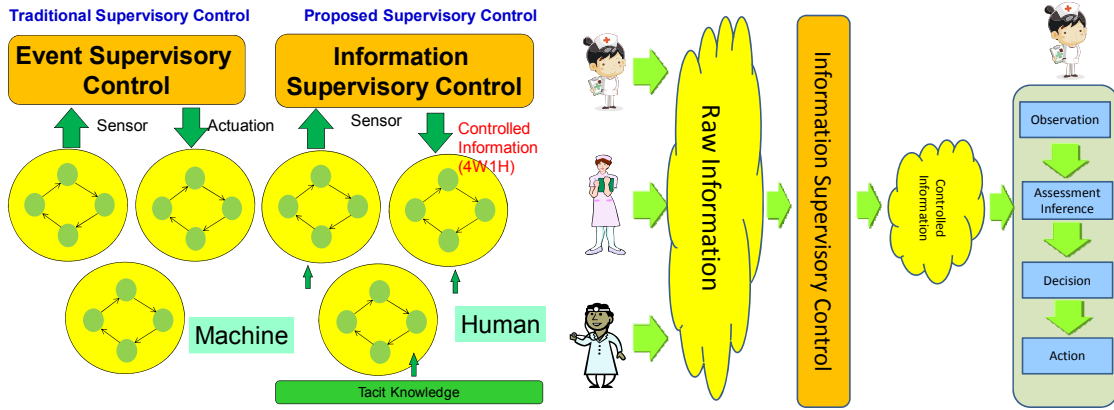 Traditional Supervisory Control
Proposed Supervisory Control
Event Supervisory
Control
Information
Supervisory Control
Sensor
Actuation
Sensor
Controlled
Information
(4W1H)
Machine
Human
Tacit Knowledge
Raw Information
Information Supervisory Control
Controlled
Information
Observation
Assessment
Inference
Decision
Action